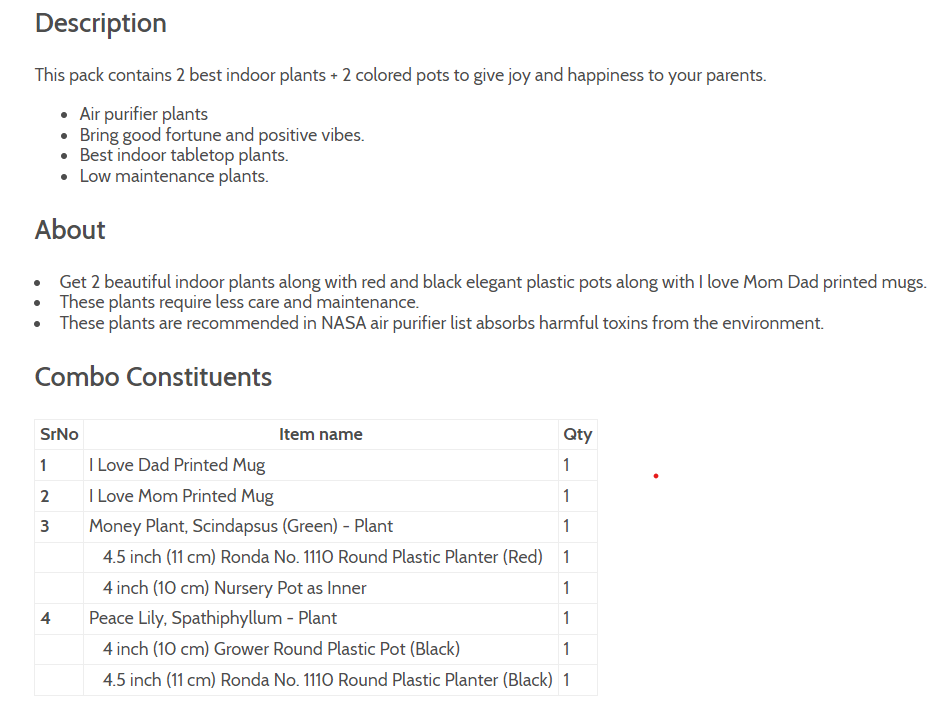 Description
This pack contains 2 best indoor plants + 2 colored pots to give joy and happiness to your parents.
• Air purifier plants
• Bring good fortune and positive vibes.
• Best indoor tabletop plants.
• Low maintenance plants.
About
• Get 2 beautiful indoor plants along with red and black elegant plastic pots along with I love Mom Dad printed mugs.
• These plants require less care and maintenance.
• These plants are recommended in NASA air purifier list absorbs harmful toxins from the environment.
Combo Constituents
SrNo Item name Qty
1 I Love Dad Printed Mug 1
2 I Love Mom Printed Mug 1
3 Money Plant, Scindapsus (Green) - Plant 1
4.5 inch (11 cm) Ronda No. 1110 Round Plastic Planter (Red) 1
4 inch (10 cm) Nursery Pot as Inner 1
4 Peace Lily, Spathiphyllum - Plant 1
4 inch (10 cm) Grower Round Plastic Pot (Black) 1
4.5 inch (11 cm) Ronda No. 1110 Round Plastic Planter (Black) 1